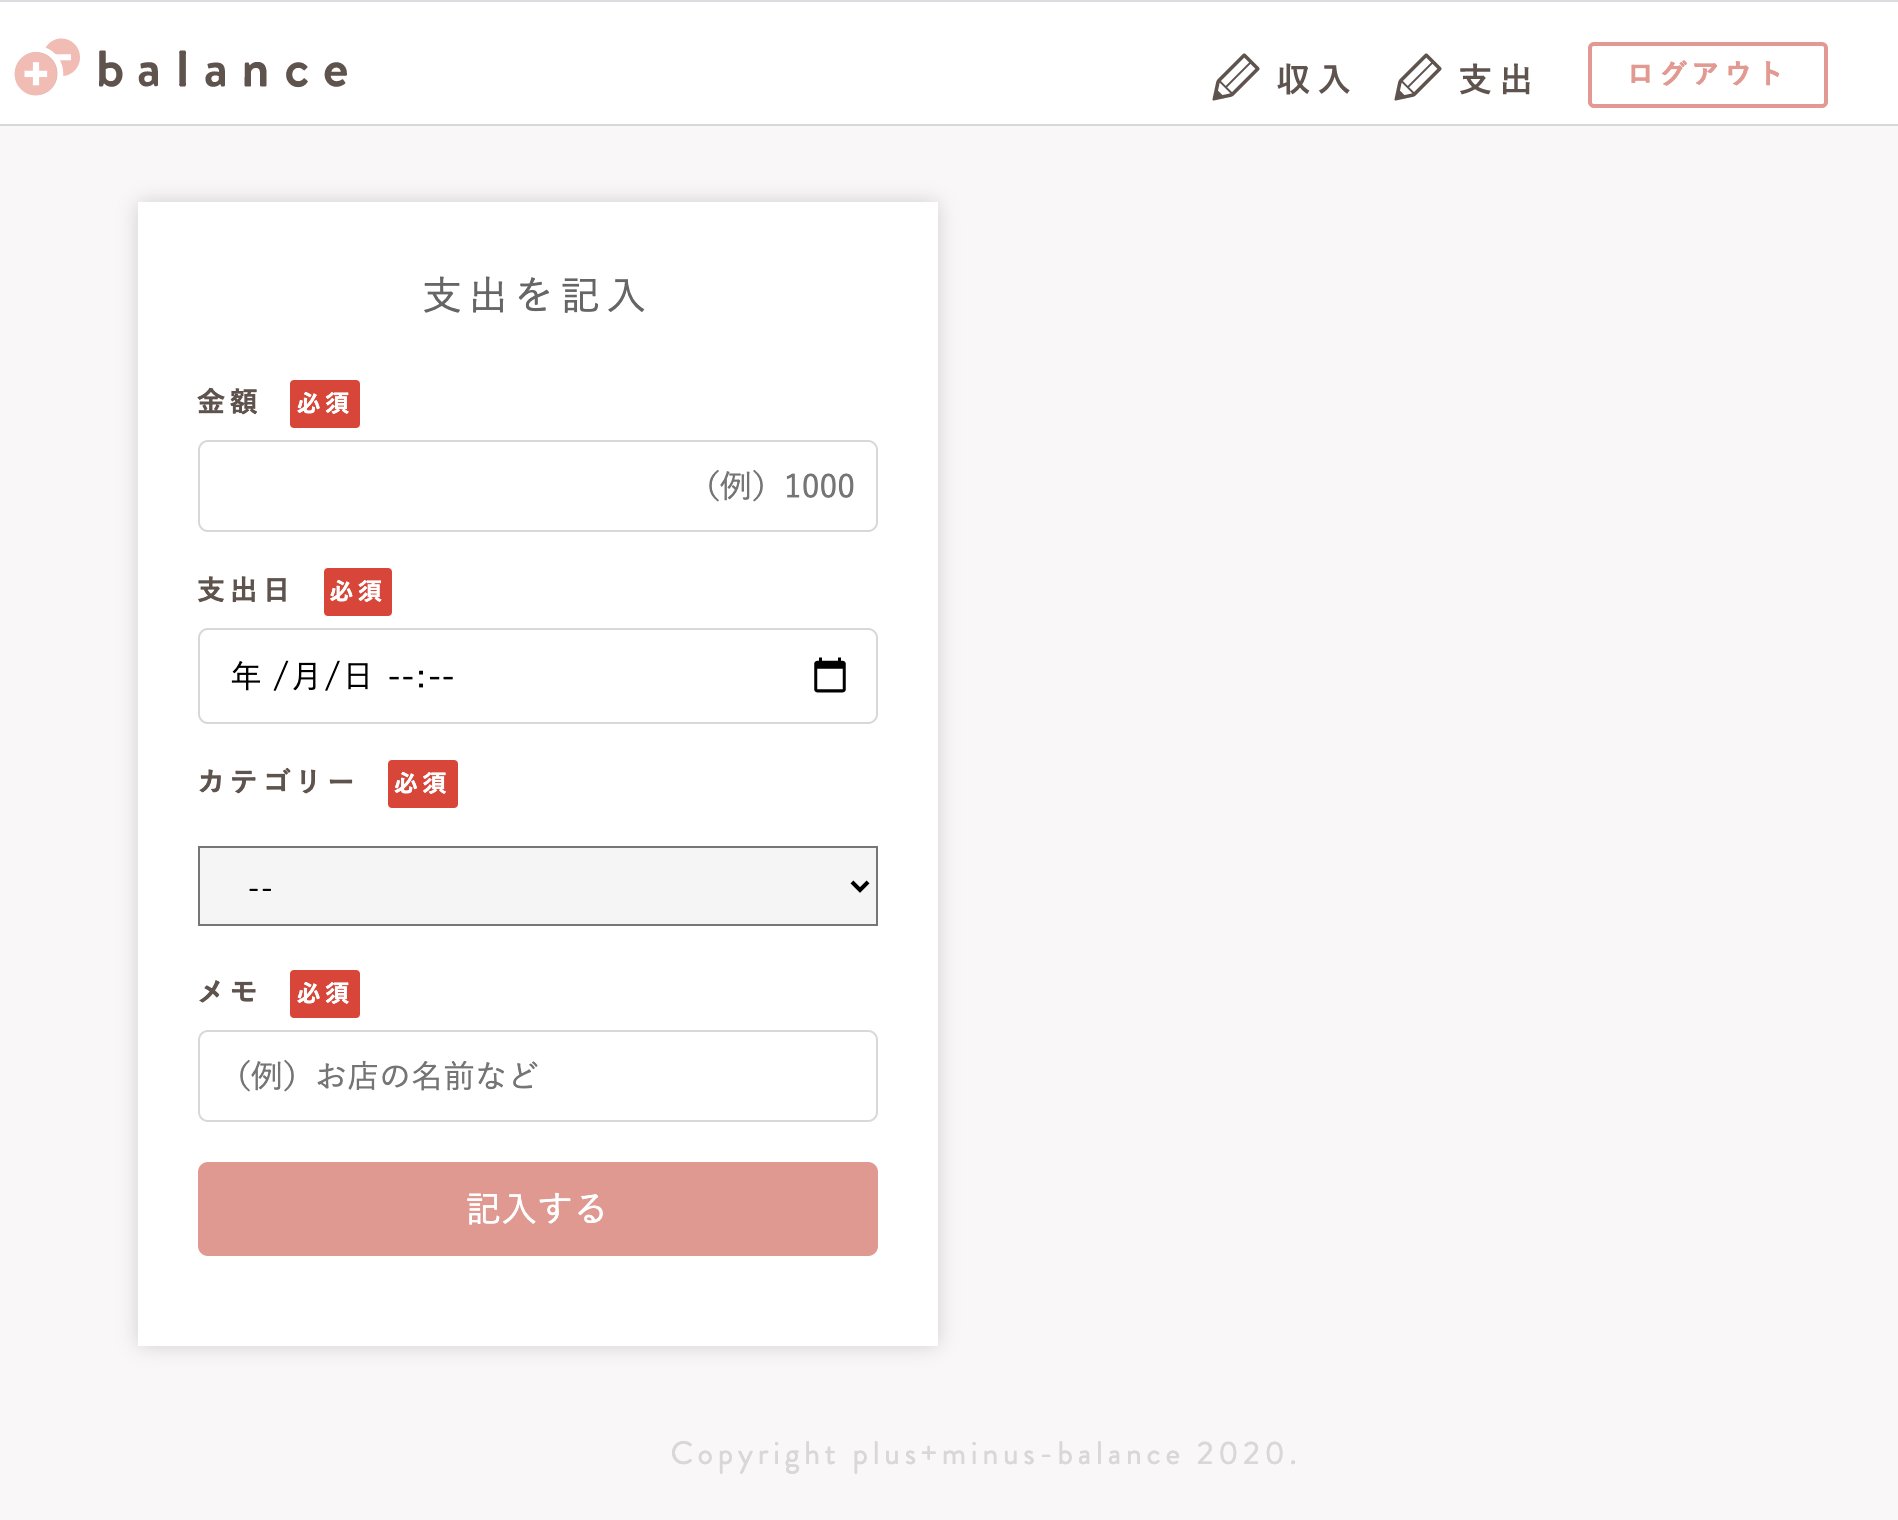 balance
収入
支出
ログアウト
支出を記入
金額 必須
（例）1000
支出日 必須
年 /月/日 --:--
カテゴリー 必須
--
メモ 必須
（例）お店の名前など
記入する
Copyright plus+minus-balance 2020.